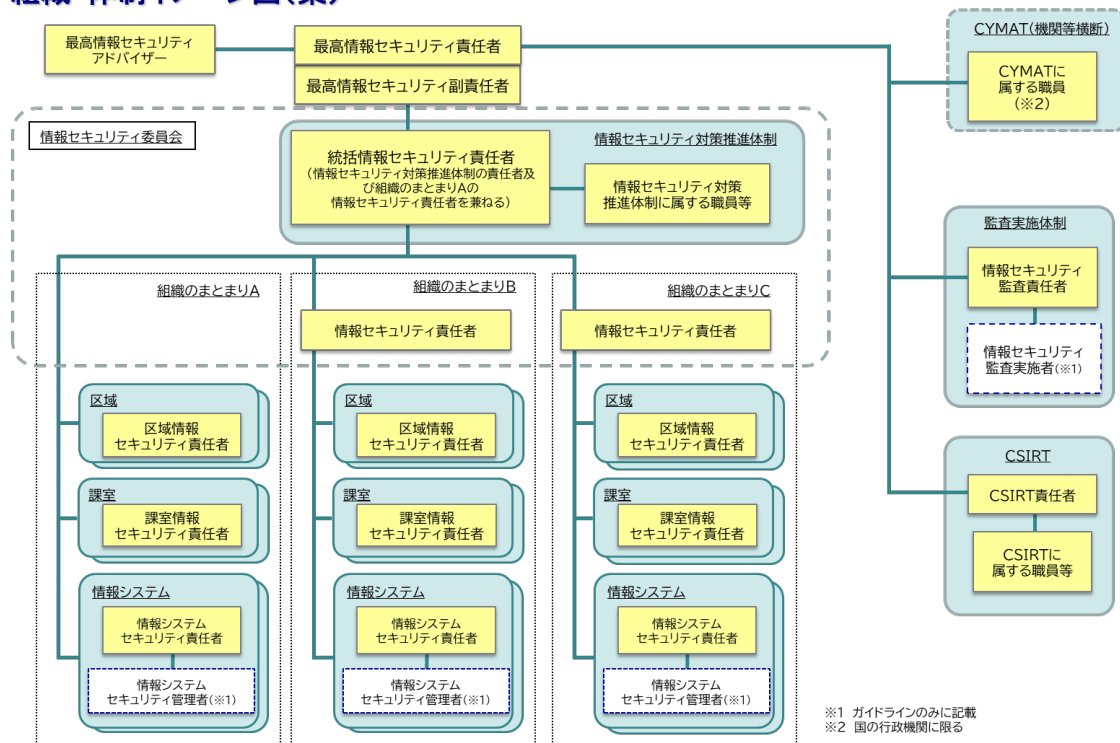 最高情報セキュリティ
アドバイザー
最高情報セキュリティ責任者
最高情報セキュリティ副責任者
CYMAT(機関等横断)
CYMATに
属する職員
(※2)
情報セキュリティ委員会
情報セキュリティ対策推進体制
統括情報セキュリティ責任者
(情報セキュリティ対策推進体制の責任者及
び組織のまとまりAの
情報セキュリティ責任者を兼ねる)
情報セキュリティ対策
推進体制に属する職員等
監査実施体制
情報セキュリティ
監査責任者
情報セキュリティ
監査実施者(※1)
組織のまとまりA
組織のまとまりB
組織のまとまりC
情報セキュリティ責任者
情報セキュリティ責任者
区域
区域情報
セキュリティ責任者
区域
区域情報
セキュリティ責任者
区域
区域情報
セキュリティ責任者
課室
課室情報
セキュリティ責任者
課室
課室情報
セキュリティ責任者
課室
課室情報
セキュリティ責任者
CSIRT
CSIRT責任者
CSIRTに
属する職員等
情報システム
情報システム
セキュリティ責任者
情報システム
セキュリティ管理者(※1)
情報システム
情報システム
セキュリティ責任者
情報システム
セキュリティ管理者(※1)
情報システム
情報システム
セキュリティ責任者
情報システム
セキュリティ管理者(※1)
※1 ガイドラインのみに記載
※2 国の行政機関に限る